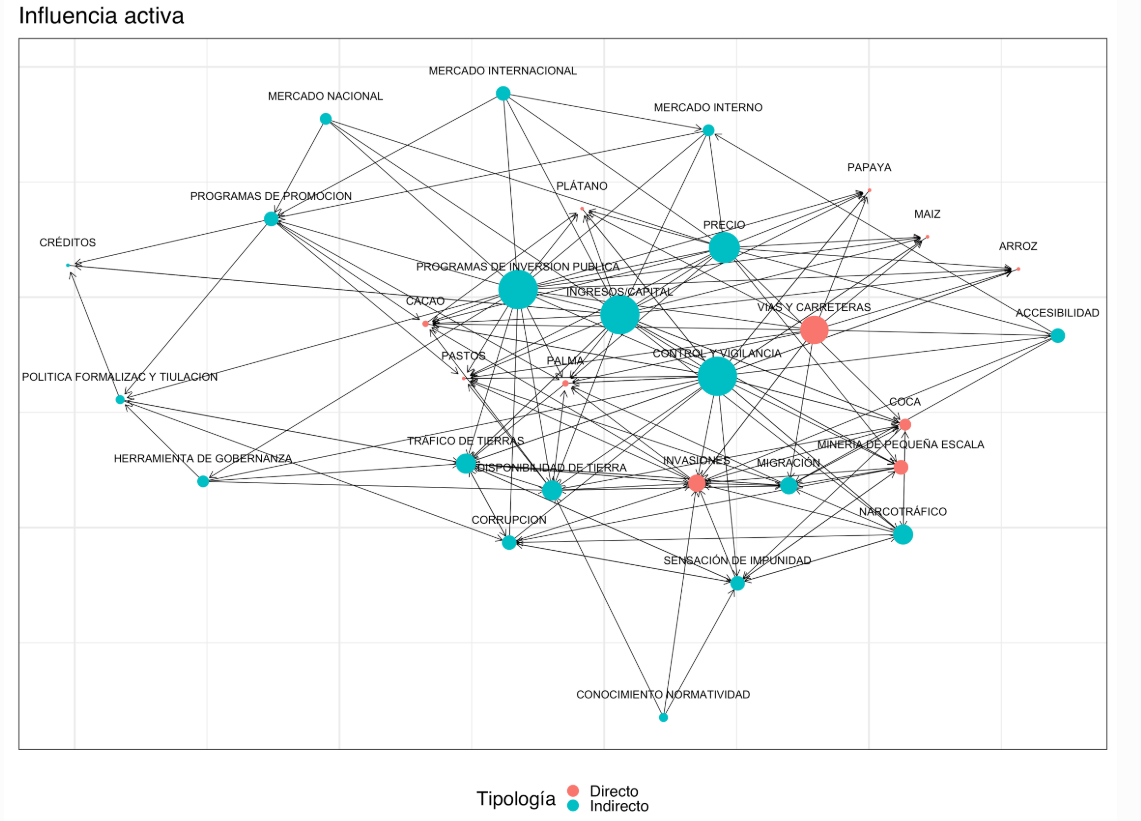 Influencia activa
MERCADO INTERNACIONAL
MERCADO NACIONAL
MERCADO INTERNO
PAPAYA
PLÁTANO
PROGRAMAS DE PROMOCION
MAIZ
PRECIO
CRÉDITOS
ARROZ
PROGRAMAS DE INVERSION PUBLICA
INGRESOS/CAPITAL
CACAO
VIAS Y CARRETERAS
ACCESIBILIDAD
PASTOS
PALMA
CONTROL Y VIGILANCIA
POLITICA FORMALIZAC Y TIULACION
COCA
TRAFICO DE TIERRAS
MINERIA DE PEQUEÑA ESCALA
HERRAMIENTA DE GOBERNANZA
DISPONIBILIDAD DE TIERRA
INVASIONES
MIGRACIÓN
CORRUPCION
NARCOTRÁFICO
SENSACIÓN DE IMPUNIDAD
CONOCIMIENTO NORMATIVIDAD
Tipología
Directo
Indirecto